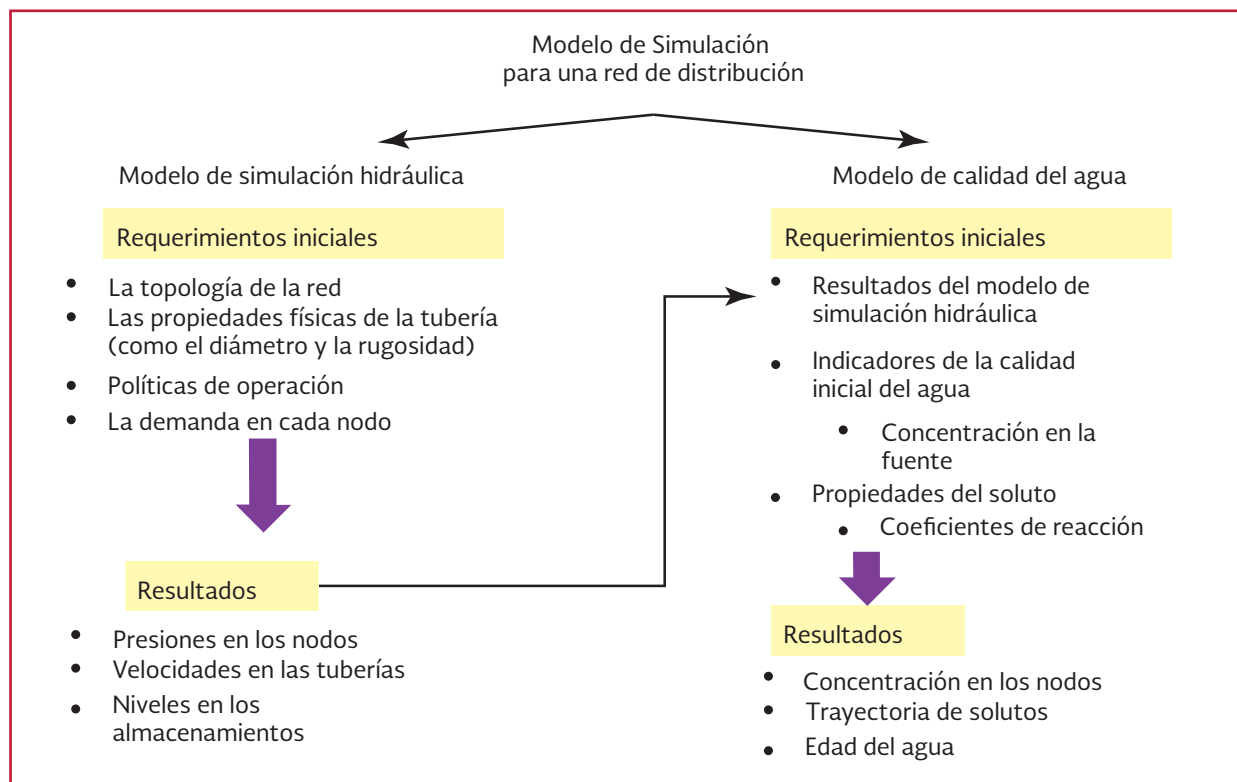 Modelo de Simulación
para una red de distribución
Modelo de simulación hidráulica
Requerimientos iniciales
• La topología de la red
• Las propiedades físicas de la tubería
(como el diámetro y la rugosidad)
• Políticas de operación
• La demanda en cada nodo
Resultados
• Presiones en los nodos
• Velocidades en las tuberías
• Niveles en los
almacenamientos
Modelo de calidad del agua
Requerimientos iniciales
• Resultados del modelo de
simulación hidráulica
• Indicadores de la calidad
inicial del agua
• Concentración en la
fuente
• Propiedades del soluto
• Coeficientes de reacción
Resultados
• Concentración en los nodos
• Trayectoria de solutos
• Edad del agua